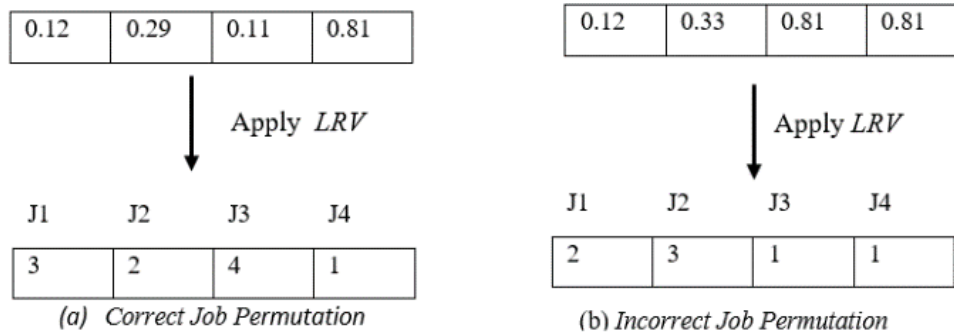 0.12 0.29 0.11 0.81
Apply LRV
J1 J2 J3 J4
3 2 4 1
(a) Correct Job Permutation
0.12 0.33 0.81 0.81
Apply LRV
J1 J2 J3 J4
2 3 1 1
(b) Incorrect Job Permutation